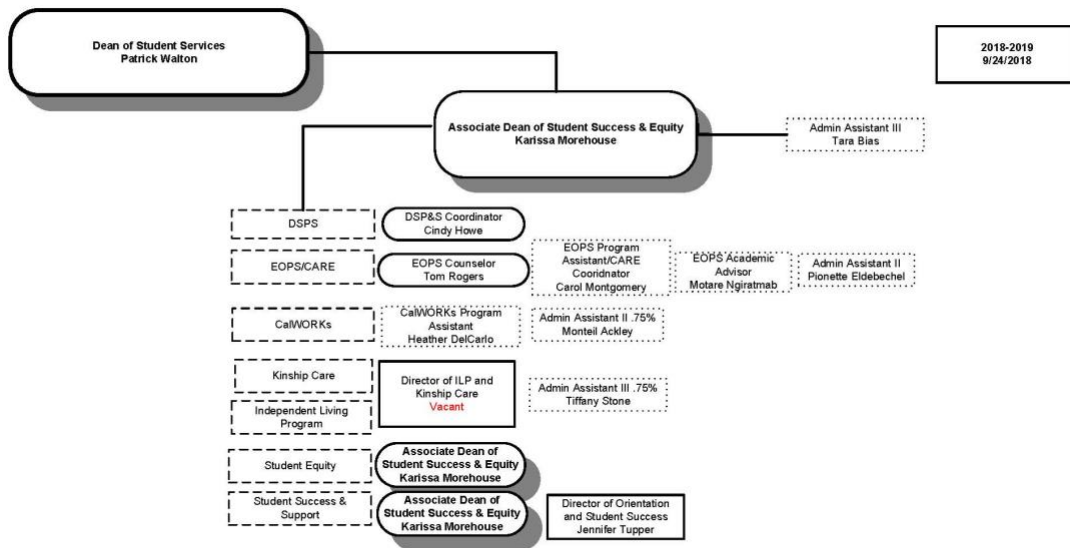 Dean of Student Services
Patrick Walton
2018-2019
9/24/2018
Associate Dean of Student Success & Equity
Karissa Morehouse
Admin Assistant III
Tara Bias
DSPS
DSP&S Coordinator
Cindy Howe
EOPS/CARE
EOPS Counselor
Tom Rogers
EOPS Program
Assistant/CARE
Cooridnator
Carol Montgomery
EOPS Academic
Advisor
Motare Ngiratmab
Admin Assistant II
Pionette Eldebechel
CalWORKs
CalWORKs Program
Assistant
Heather DelCarlo
Admin Assistant II .75%
Monteil Ackley
Kinship Care
Independent Living
Program
Director of ILP and
Kinship Care
Vacant
Admin Assistant III .75%
Tiffany Stone
Student Equity
Associate Dean of
Student Success & Equity
Karissa Morehouse
Student Success &
Support
Associate Dean of
Student Success & Equity
Karissa Morehouse
Director of Orientation
and Student Success
Jennifer Tupper